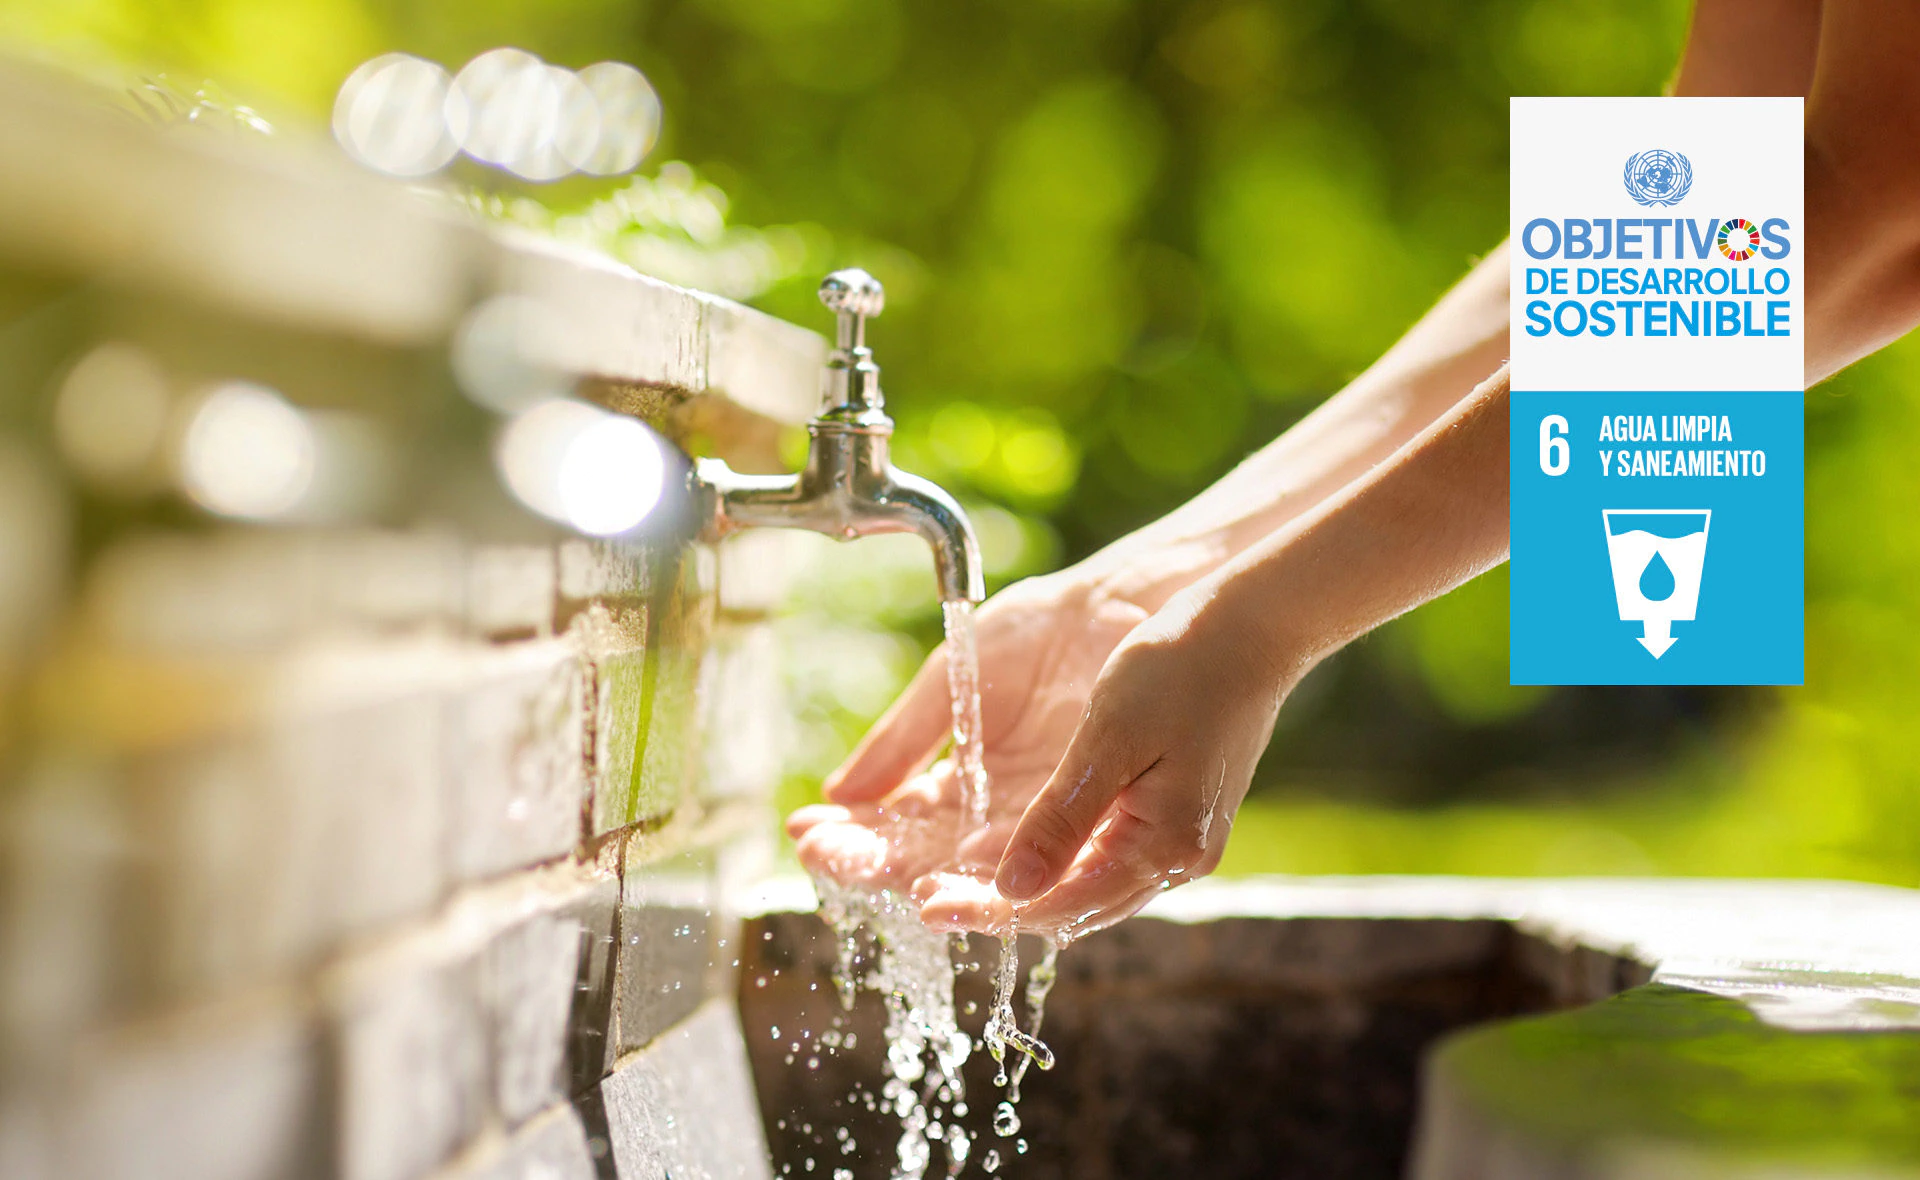 OBJETIVOS
DE DESARROLLO
SOSTENIBLE
6 AGUA LIMPIA
Y SANEAMIENTO